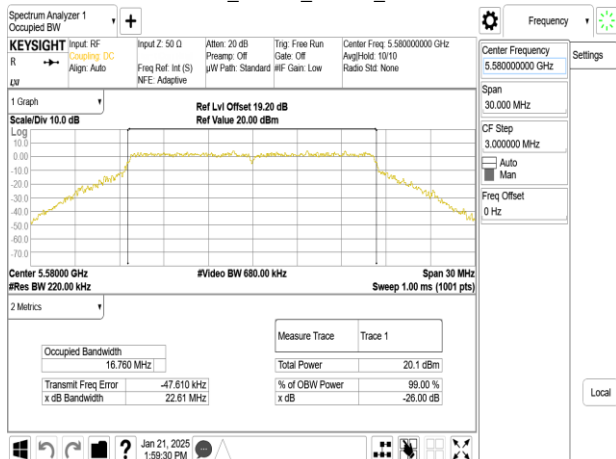 Spectrum Analyzer 1
Occupied BW
Frequency
KEYSIGHT
R
Input: RF
Coupling: DC
Align: Auto
Input Z: 50 Ω
Freq Ref: Int (S)
NFE: Adaptive
Atten: 20 dB
Preamp: Off
µW Path: Standard
Trig: Free Run
Gate: Off
#IF Gain: Low
Center Freq: 5.580000000 GHz
Avg|Hold: 10/10
Radio Std: None
1 Graph
Scale/Div 10.0 dB
Ref Lvl Offset 19.20 dB
Ref Value 20.00 dBm
Log
10.0
0.00
-10.0
-20.0
-30.0
-40.0
-50.0
-60.0
-70.0
Center 5.58000 GHz
#Res BW 220.00 kHz
#Video BW 680.00 kHz
Span 30 MHz
Sweep 1.00 ms (1001 pts)
2 Metrics
Occupied Bandwidth
16.760 MHz
Transmit Freq Error -47.610 kHz
x dB Bandwidth 22.61 MHz
Measure Trace Trace 1
Total Power 20.1 dBm
% of OBW Power 99.00 %
x dB -26.00 dB
Center Frequency
5.580000000 GHz
Span
30.000 MHz
CF Step
3.000000 MHz
Auto
Man
Freq Offset
0 Hz
Settings
Local
?
Jan 21, 2025
1:59:30 PM